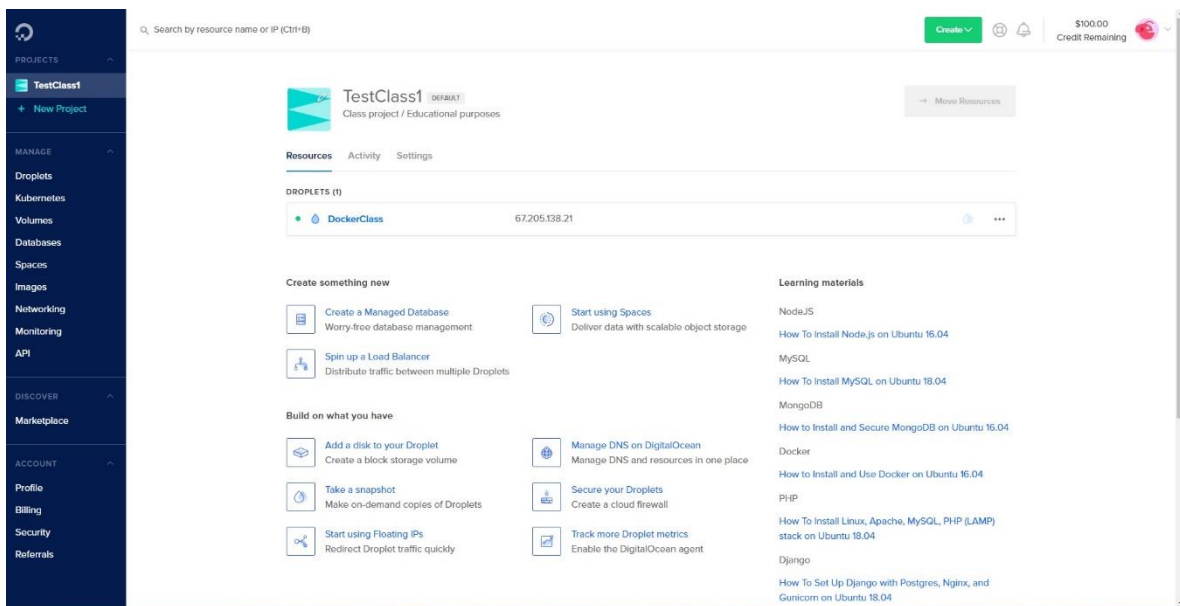 Search by resource name or IP (Ctrl+B)
Create
$100.00
Credit Remaining
PROJECTS
TestClass1
+ New Project
MANAGE
Droplets
Kubernetes
Volumes
Databases
Spaces
Images
Networking
Monitoring
API
DISCOVER
Marketplace
ACCOUNT
Profile
Billing
Security
Referrals
TestClass1 DEFAULT
Class project / Educational purposes
→ Move Resources
Resources Activity Settings
DROPLETS (1)
DockerClass 67.205.138.21
Create something new
Create a Managed Database
Worry-free database management
Start using Spaces
Deliver data with scalable object storage
Spin up a Load Balancer
Distribute traffic between multiple Droplets
Build on what you have
Add a disk to your Droplet
Create a block storage volume
Manage DNS on DigitalOcean
Manage DNS and resources in one place
Take a snapshot
Make on-demand copies of Droplets
Secure your Droplets
Create a cloud firewall
Start using Floating IPs
Redirect Droplet traffic quickly
Track more Droplet metrics
Enable the DigitalOcean agent
Learning materials
NodeJS
How To Install Node.js on Ubuntu 16.04
MySQL
How To Install MySQL on Ubuntu 18.04
MongoDB
How to Install and Secure MongoDB on Ubuntu 16.04
Docker
How to Install and Use Docker on Ubuntu 16.04
PHP
How To Install Linux, Apache, MySQL, PHP (LAMP)
stack on Ubuntu 18.04
Django
How To Set Up Django with Postgres, Nginx, and
Gunicorn on Ubuntu 18.04